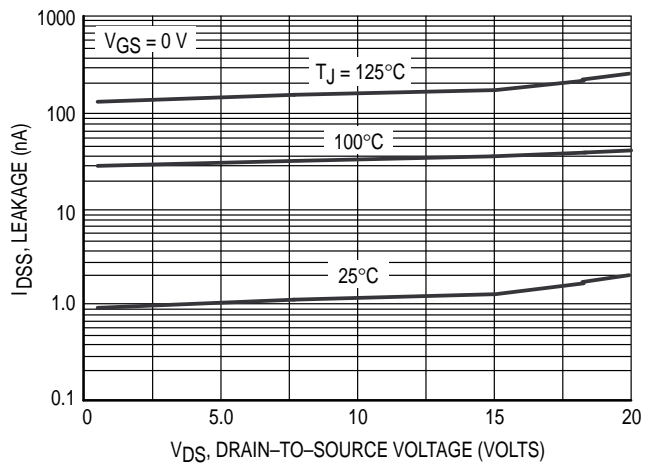 1000
V_GS = 0 V
T_J = 125°C
100
100°C
I_DSS, LEAKAGE (nA)
10
25°C
1.0
0.1
0 5.0 10 15 20
V_DS, DRAIN–TO–SOURCE VOLTAGE (VOLTS)